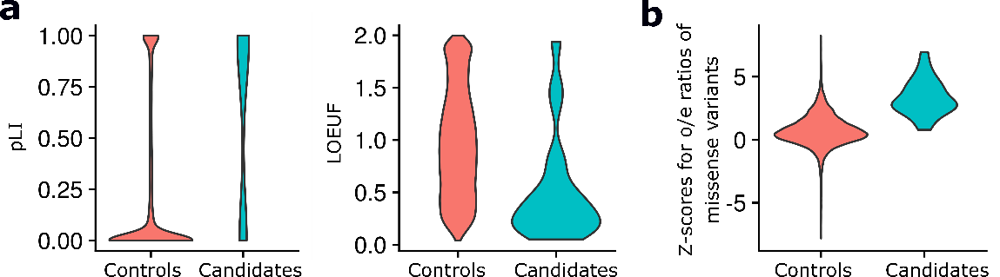 a
1.00
0.75
0.50
0.25
0.00
pLI
Controls Candidates
2.0
1.5
1.0
0.5
0.0
LOEUF
Controls Candidates
b
Z-scores for o/e ratios of
missense variants
5
0
-5
Controls Candidates